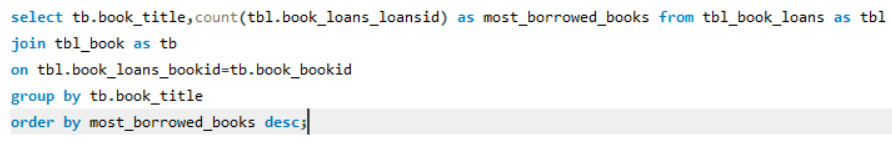 select tb.book_title,count(tbl.book_loans_loansid) as most_borrowed_books from tbl_book_loans as tbl
join tbl_book as tb
on tbl.book_loans_bookid=tb.book_bookid
group by tb.book_title
order by most_borrowed_books desc;